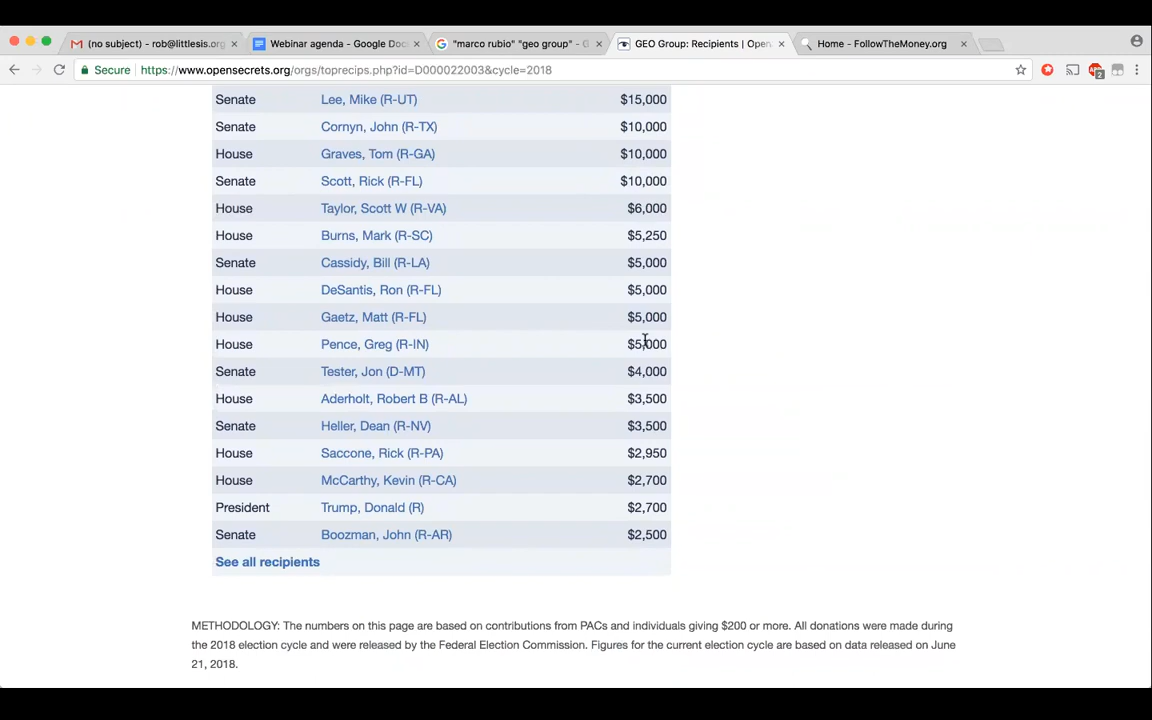 (no subject) - rob@littlesis.org
Webinar agenda - Google Doc
"marco rubio" "geo group" - G
GEO Group: Recipients | Open
Home - FollowTheMoney.org
Secure https://www.opensecrets.org/orgs/toprecips.php?id=D000022003&cycle=2018
2
Senate Lee, Mike (R-UT) $15,000
Senate Cornyn, John (R-TX) $10,000
House Graves, Tom (R-GA) $10,000
Senate Scott, Rick (R-FL) $10,000
House Taylor, Scott W (R-VA) $6,000
House Burns, Mark (R-SC) $5,250
Senate Cassidy, Bill (R-LA) $5,000
House DeSantis, Ron (R-FL) $5,000
House Gaetz, Matt (R-FL) $5,000
House Pence, Greg (R-IN) $5,000
Senate Tester, Jon (D-MT) $4,000
House Aderholt, Robert B (R-AL) $3,500
Senate Heller, Dean (R-NV) $3,500
House Saccone, Rick (R-PA) $2,950
House McCarthy, Kevin (R-CA) $2,700
President Trump, Donald (R) $2,700
Senate Boozman, John (R-AR) $2,500
See all recipients
METHODOLOGY: The numbers on this page are based on contributions from PACs and individuals giving $200 or more. All donations were made during
the 2018 election cycle and were released by the Federal Election Commission. Figures for the current election cycle are based on data released on June
21, 2018.